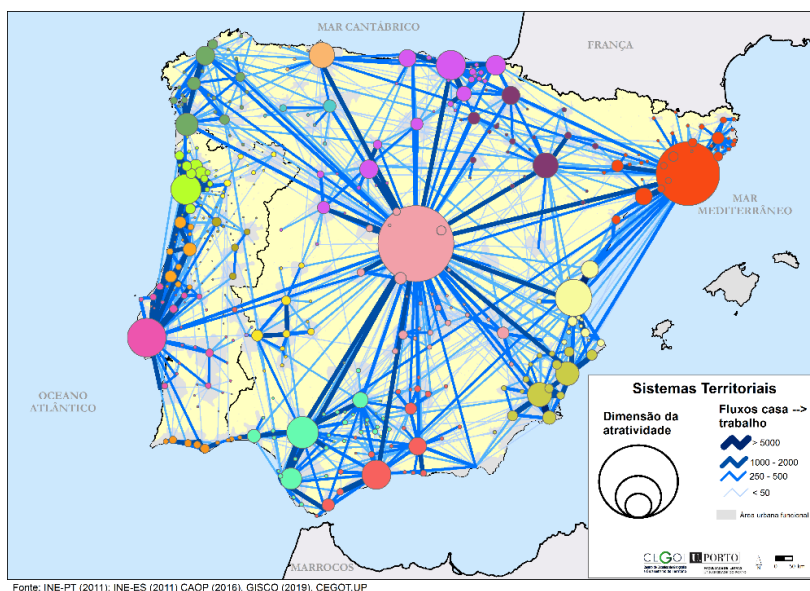 MAR CANTÁBRICO
FRANÇA
MAR
MEDITERRÂNEO
OCEANO
ATLÂNTICO
MARROCOS
Sistemas Territoriais
Dimensão da
atratividade
Fluxos casa -->
trabalho
> 5000
1000 - 2000
250 - 500
< 50
Área urbana funcional
U.PORTO
0
Fonte: INE-PT (2011); INE-ES (2011) CAOP (2016), GISCO (2019), CEGOT.UP